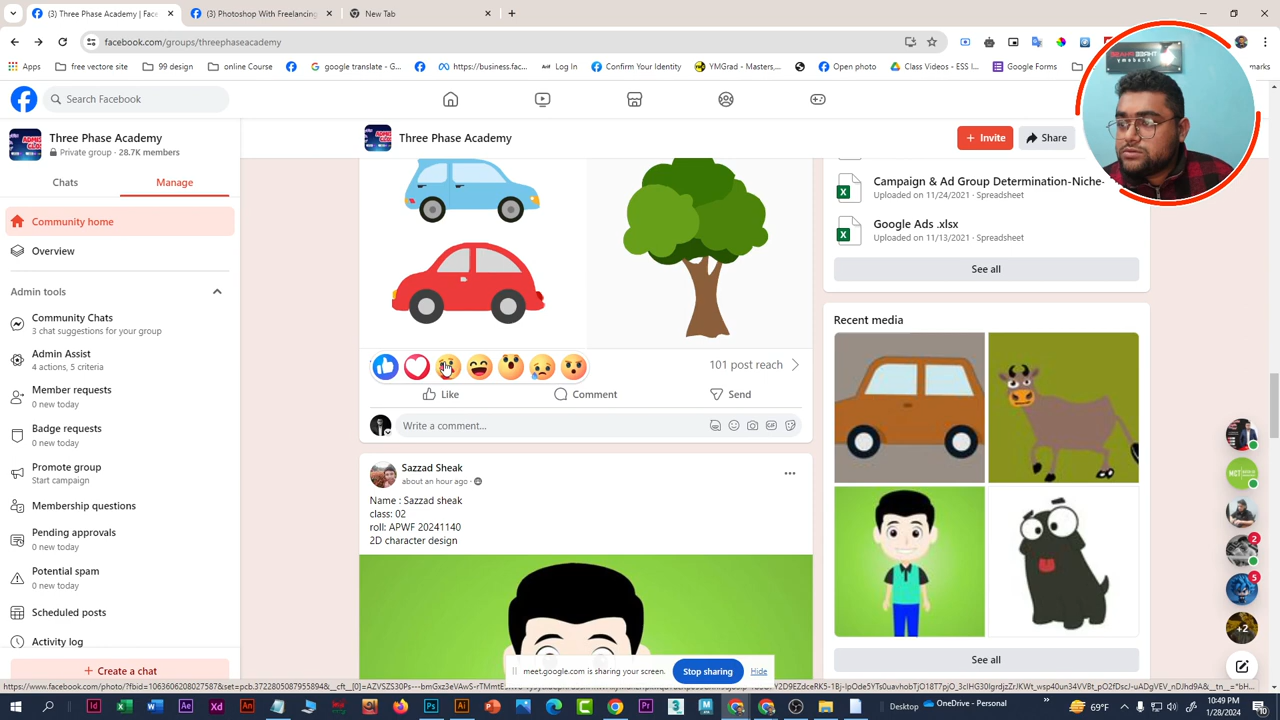 (3) Three Phase Academy | Fac
(3) Photoshop With Freelancing
New Tab
facebook.com/groups/threephaseacademy
Apps
free vectore site
99 design
online Course
google translate - G...
business.fac...
Log In
Confirm Your Identity
YMGrad - Masters,...
Open photo
Class Videos - ESS I...
Google Forms
Search Facebook
Three Phase Academy
Private group · 28.7K members
Chats
Manage
Community home
Overview
Admin tools
Community Chats
3 chat suggestions for your group
Admin Assist
4 actions, 5 criteria
Member requests
0 new today
Badge requests
0 new today
Promote group
Start campaign
Membership questions
Pending approvals
0 new today
Potential spam
0 new today
Scheduled posts
Activity log
+ Create a chat
Three Phase Academy
+ Invite
Share
101 post reach
Like
Comment
Send
Write a comment...
Sazzad Sheak
about an hour ago ·
Name : Sazzad sheak
class: 02
roll: APWF 20241140
2D character design
Campaign & Ad Group Determination-Niche-
Uploaded on 11/24/2021 · Spreadsheet
Google Ads .xlsx
Uploaded on 11/13/2021 · Spreadsheet
See all
Recent media
See all
2
5
+2
meet.google.com is sharing your screen.
Stop sharing
Hide
Desktop
OneDrive - Personal
69°F
10:49 PM
1/28/2024